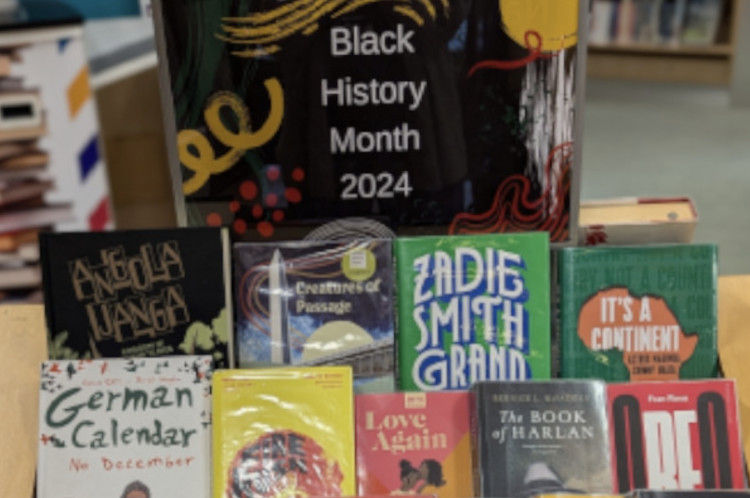 Black
History
Month
2024
ANGOLA
JANGA
Creatures of
Passage
ZADIE
SMITH
GRAND
IT'S A
CONTINENT
German
Calendar
No December
Love
Again
The BOOK
of HARLAN